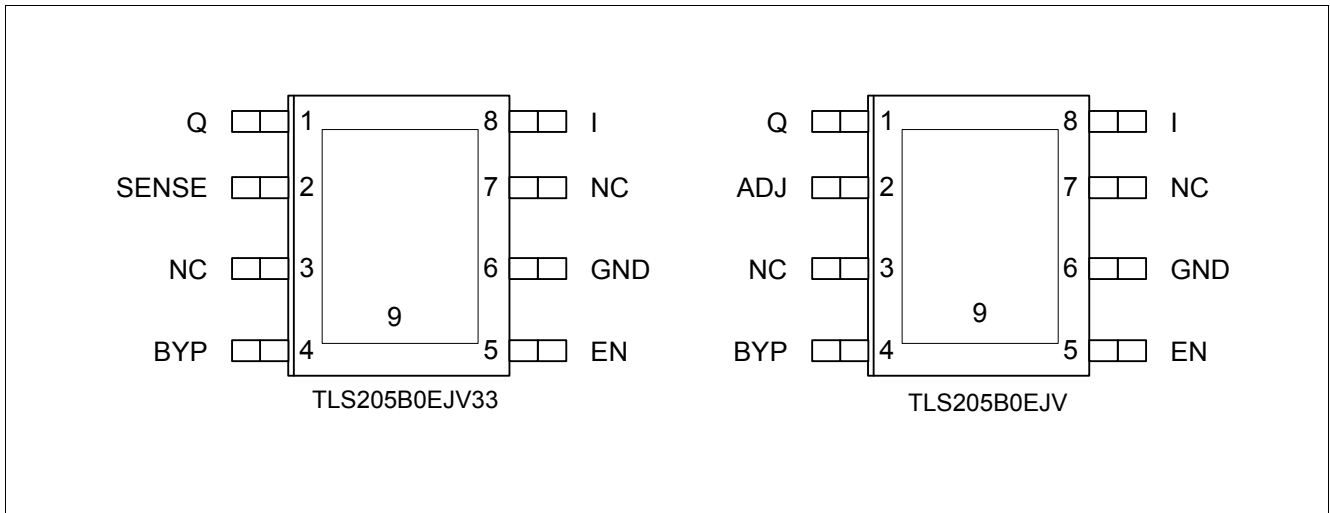 Q 1 8 I
SENSE 2 7 NC
NC 3 6 GND
9
BYP 4 5 EN
TLS205B0EJV33
Q 1 8 I
ADJ 2 7 NC
NC 3 6 GND
9
BYP 4 5 EN
TLS205B0EJV